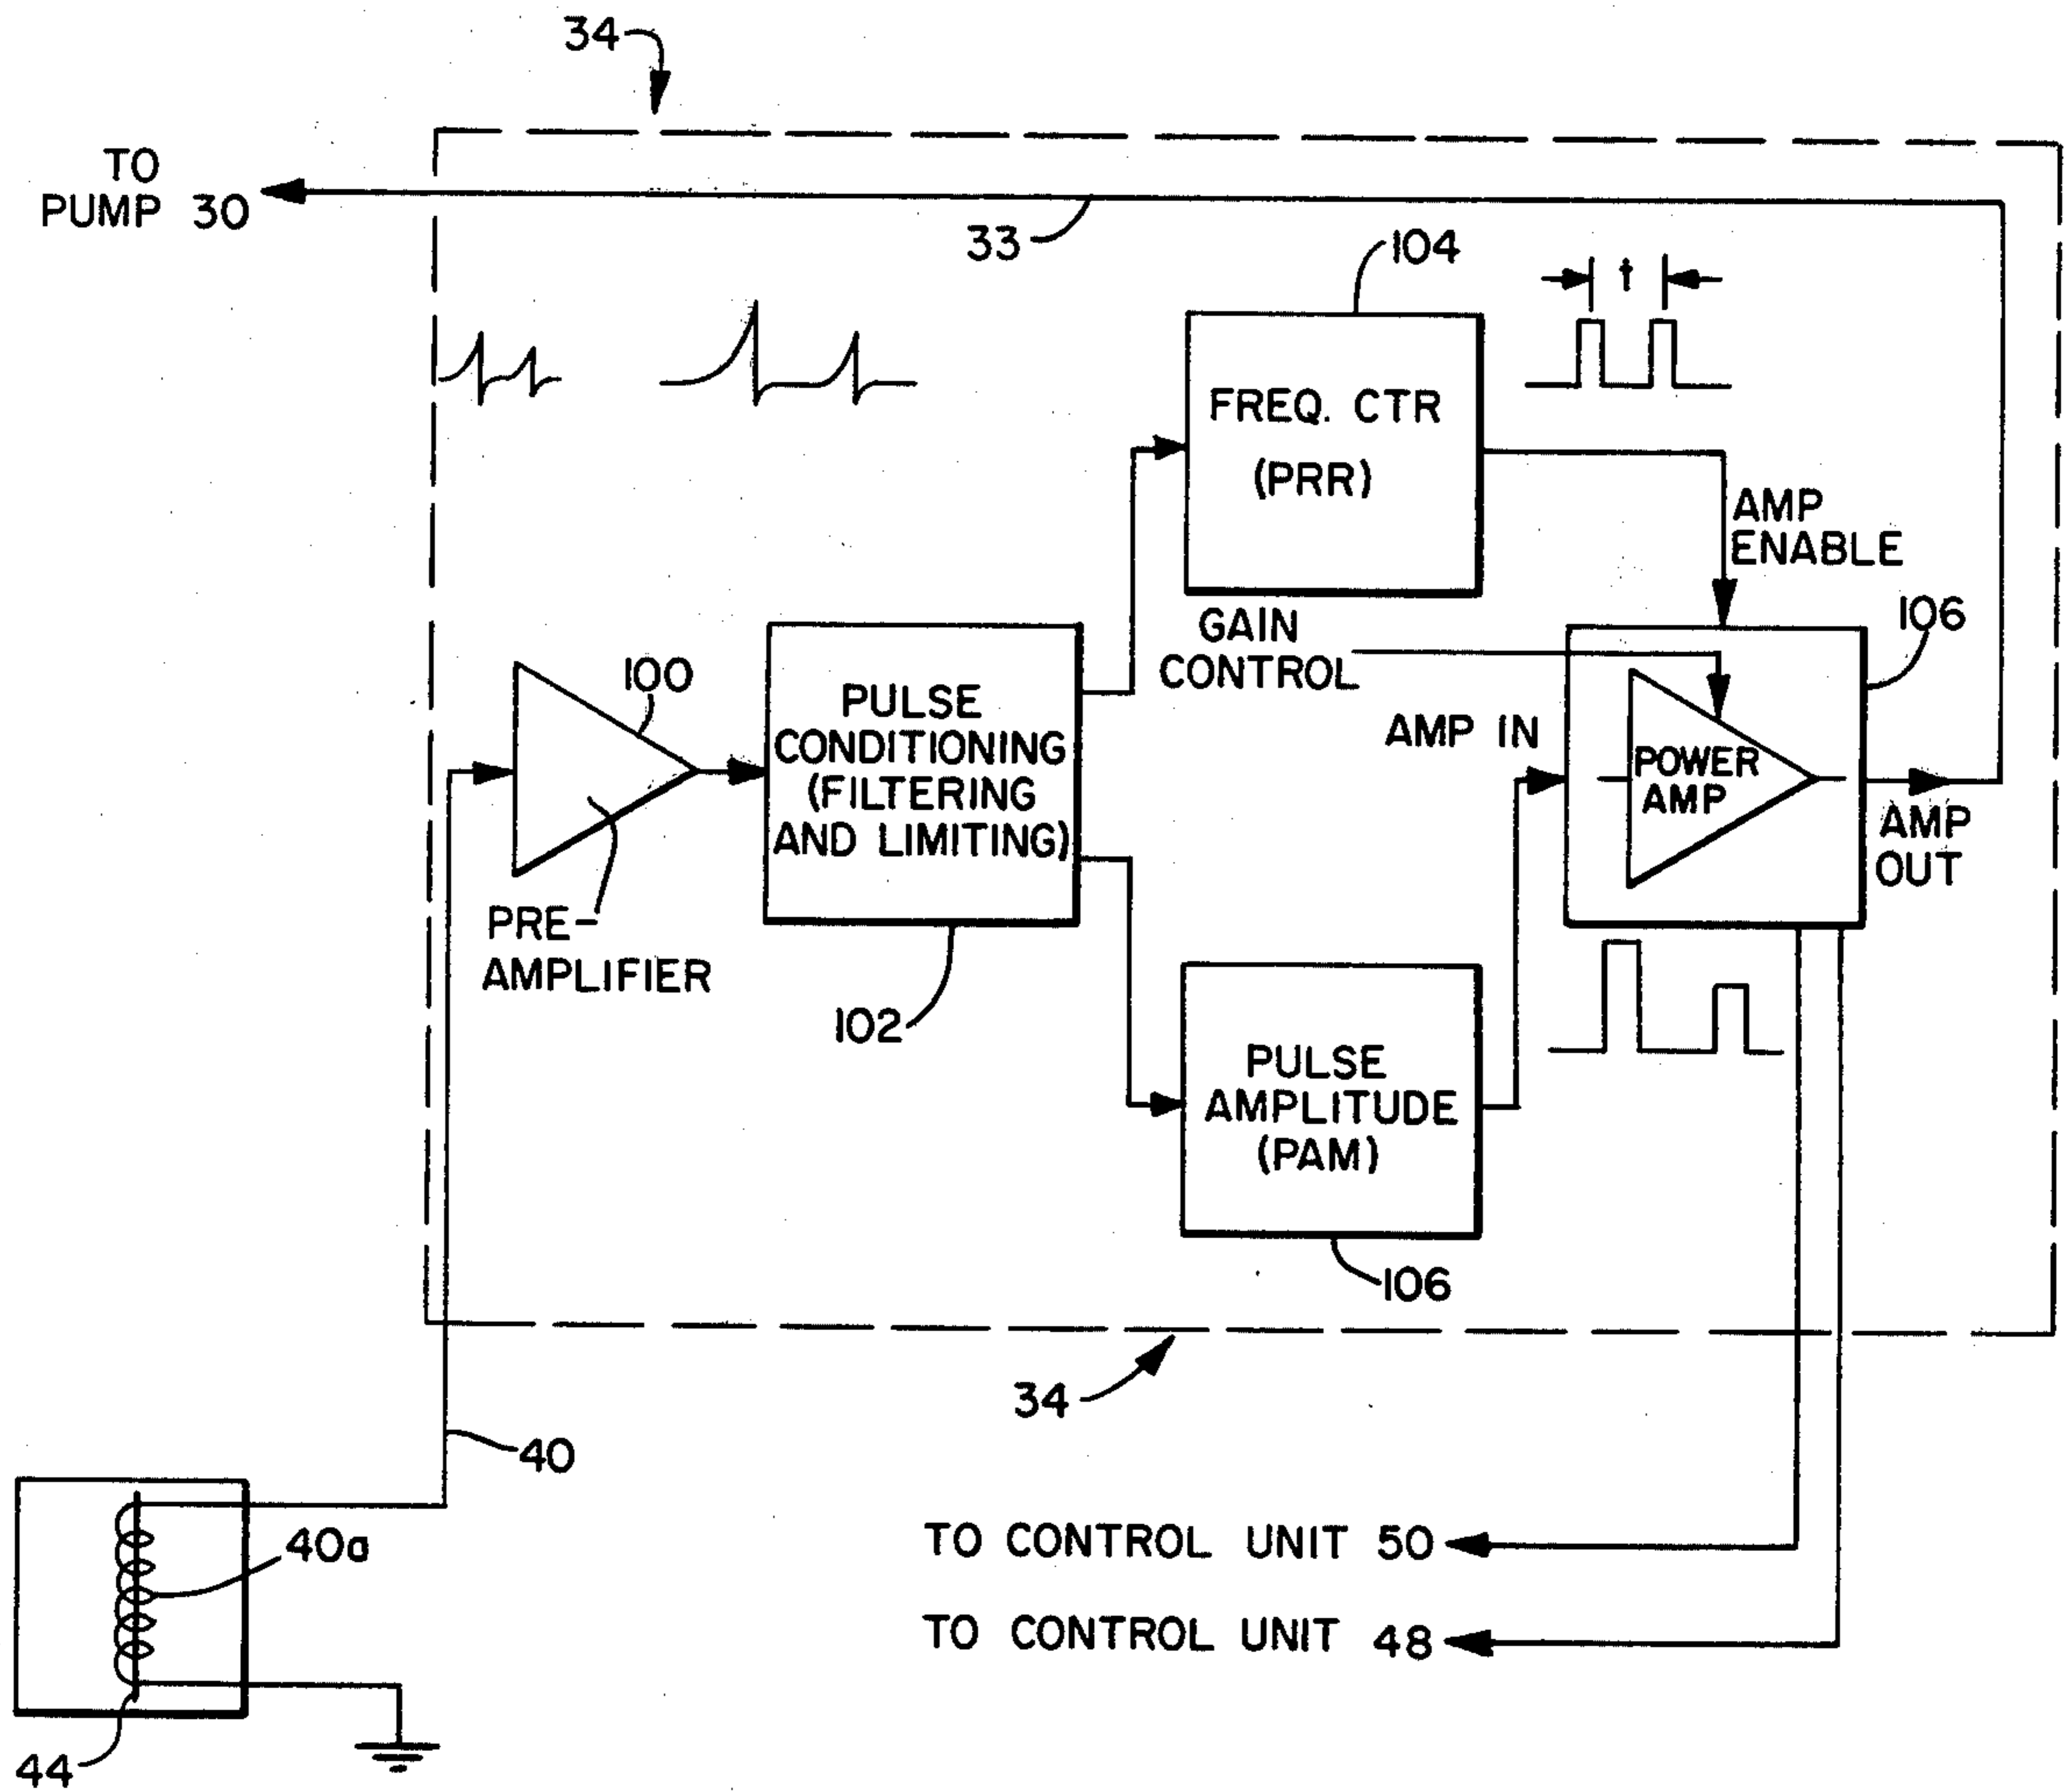 34
TO
PUMP 30
33
104
t
FREQ. CTR
(PRR)
AMP
ENABLE
GAIN
CONTROL
106
100
PULSE
CONDITIONING
(FILTERING
AND LIMITING)
AMP IN
POWER
AMP
AMP
OUT
PRE-
AMPLIFIER
102
PULSE
AMPLITUDE
(PAM)
106
34
40
40a
TO CONTROL UNIT 50
TO CONTROL UNIT 48
44